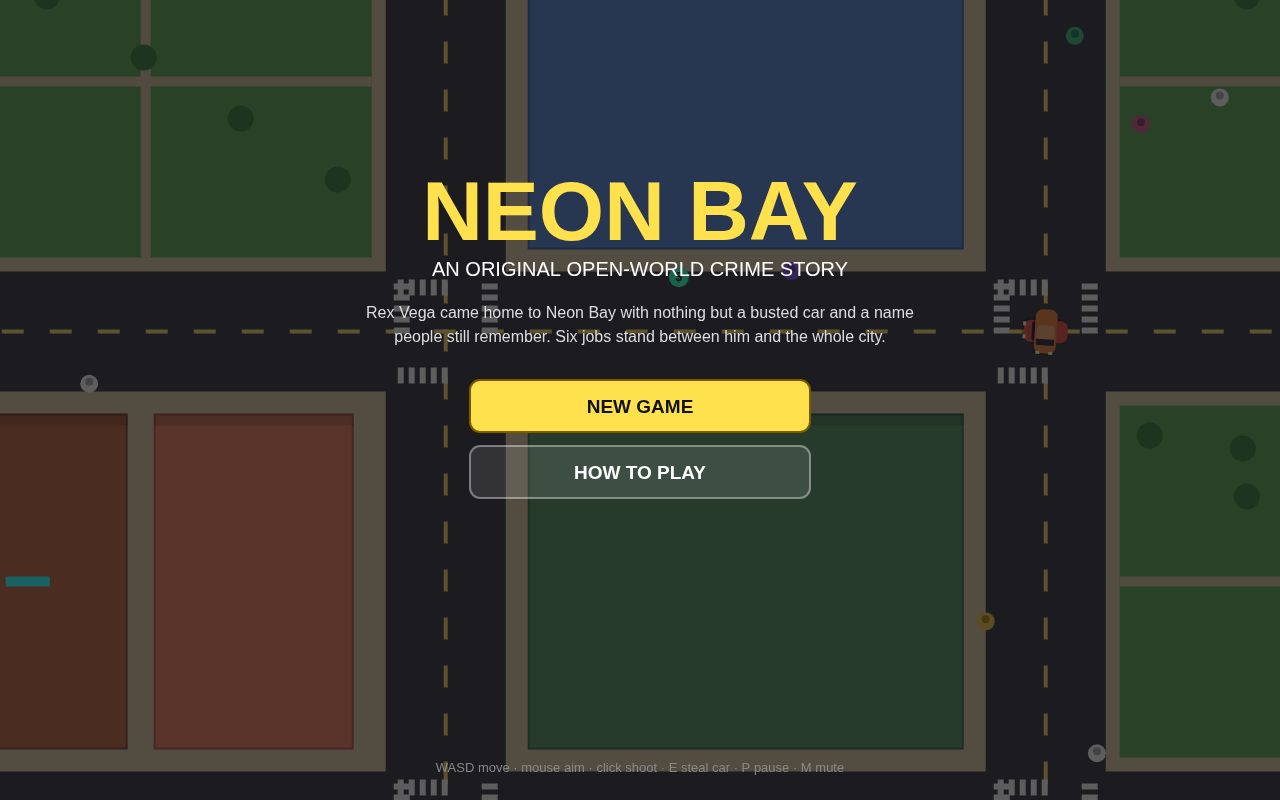 NEON BAY
AN ORIGINAL OPEN-WORLD CRIME STORY
Rex Vega came home to Neon Bay with nothing but a busted car and a name
people still remember. Six jobs stand between him and the whole city.
NEW GAME
HOW TO PLAY
WASD move · mouse aim · click shoot · E steal car · P pause · M mute